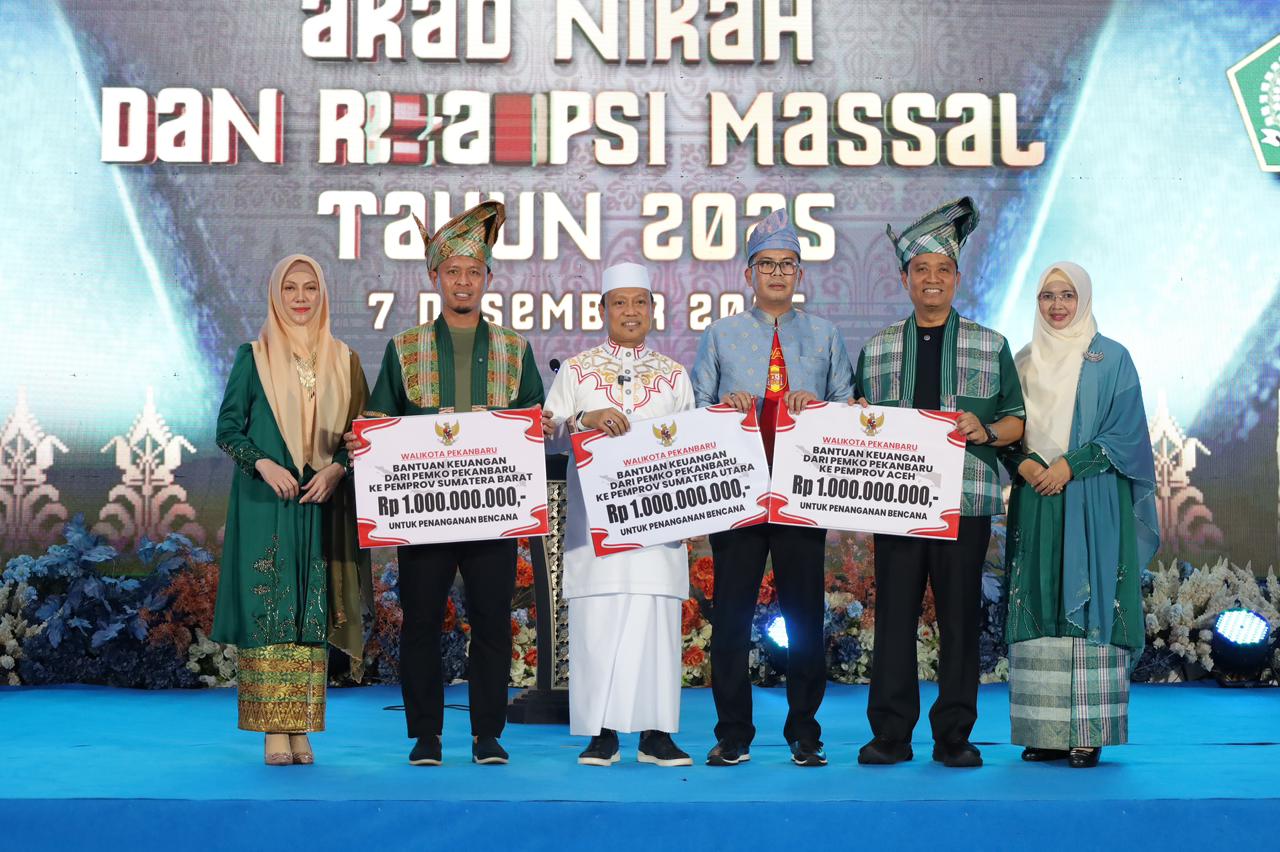 AKAD NIKAH
DAN PSI MASSAL
TAHUN 2025
7 DESEMBER
WALIKOTA PEKANBARU
BANTUAN KEUANGAN
DARI PEMKO PEKANBARU
KE PEMPROV SUMATERA BARAT
Rp 1.000.000.000,-
UNTUK PENANGANAN BENCANA
WALIKOTA PEKANBARU
BANTUAN KEUANGAN
DARI PEMKO PEKANBARU
KE PEMPROV SUMATERA UTARA
Rp 1.000.000.000,-
UNTUK PENANGANAN BENCANA
WALIKOTA PEKANBARU
BANTUAN KEUANGAN
DARI PEMKO PEKANBARU
KE PEMPROV ACEH
Rp 1.000.000.000,-
UNTUK PENANGANAN BENCANA